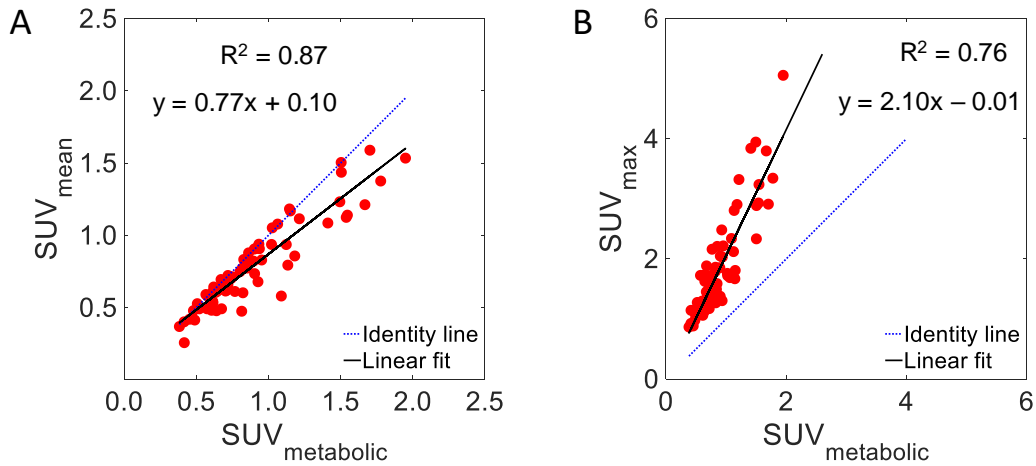 A
2.5
2.0
1.5
1.0
0.5
0.0
0.5
1.0
1.5
2.0
2.5
SUVmean
SUVmetabolic
R² = 0.87
y = 0.77x + 0.10
Identity line
Linear fit
B
6
4
2
0
0
2
4
6
SUVmax
SUVmetabolic
R² = 0.76
y = 2.10x – 0.01
Identity line
Linear fit